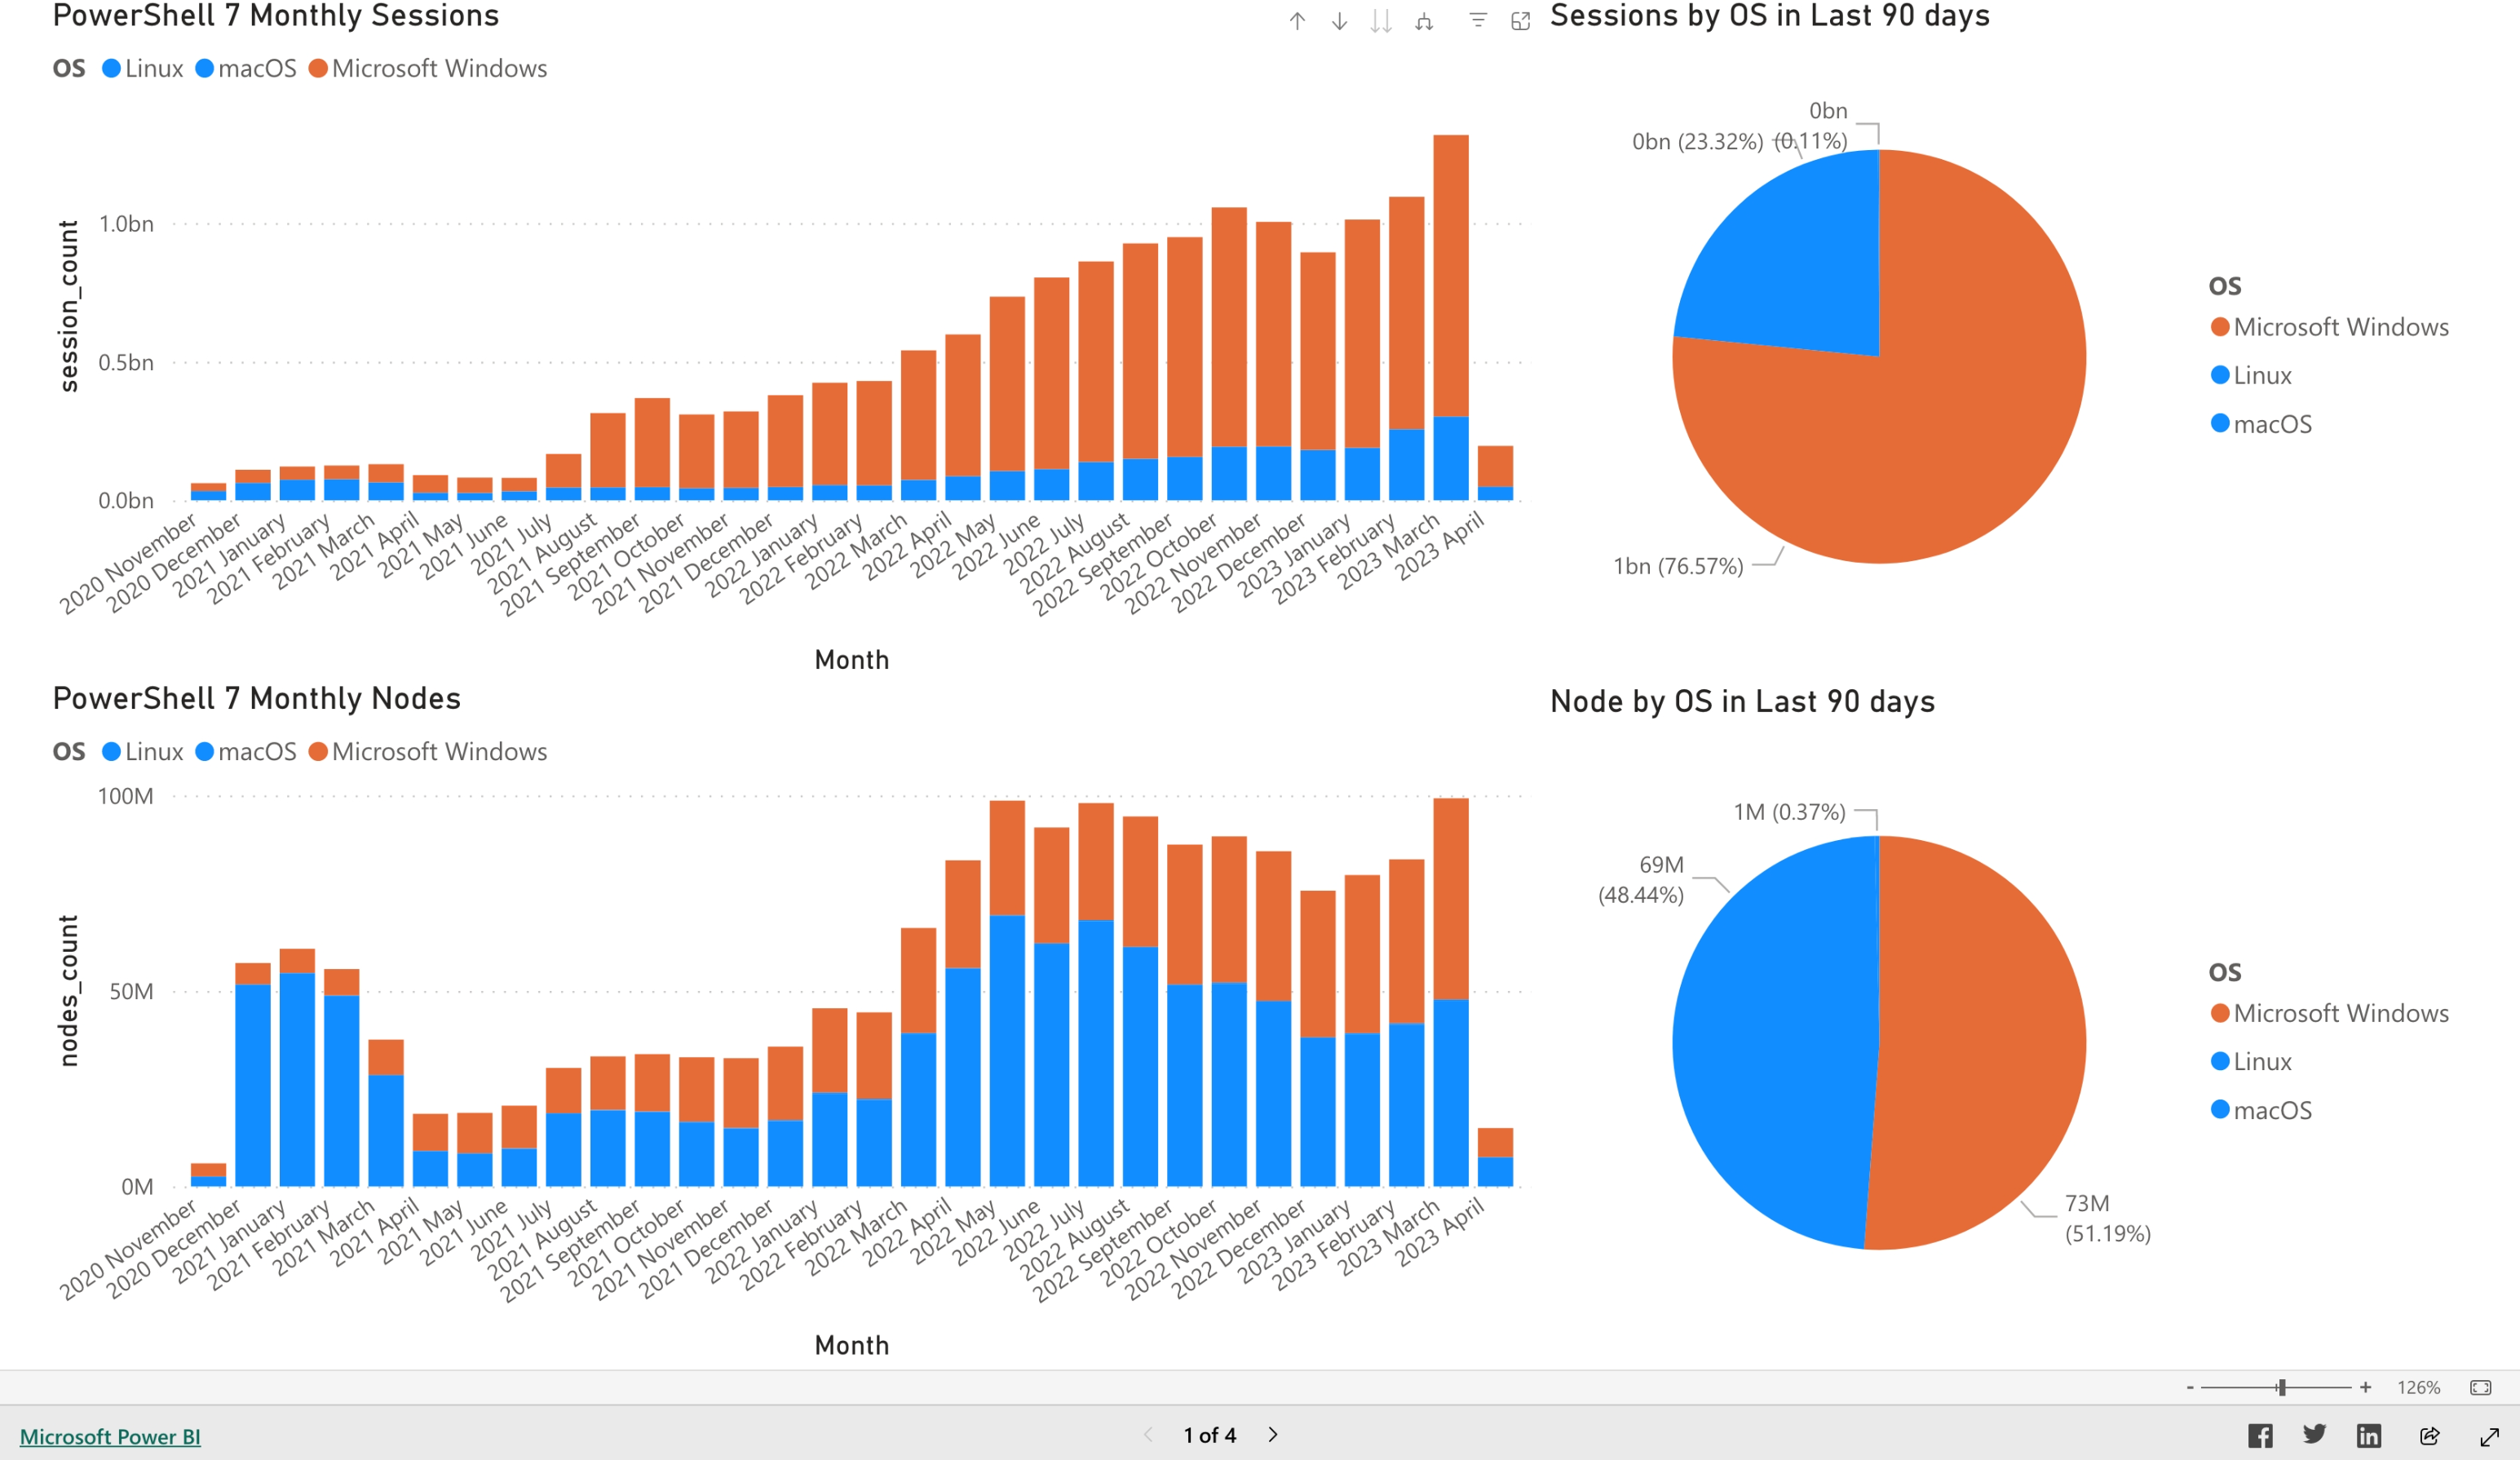 PowerShell 7 Monthly Sessions
OS Linux macOS Microsoft Windows
session_count
1.0bn
0.5bn
0.0bn
2020 November
2020 December
2021 January
2021 February
2021 March
2021 April
2021 May
2021 June
2021 July
2021 August
2021 September
2021 October
2021 November
2021 December
2022 January
2022 February
2022 March
2022 April
2022 May
2022 June
2022 July
2022 August
2022 September
2022 October
2022 November
2022 December
2023 January
2023 February
2023 March
2023 April
Month
Sessions by OS in Last 90 days
0bn
(0.11%)
0bn (23.32%)
1bn (76.57%)
OS
Microsoft Windows
Linux
macOS
PowerShell 7 Monthly Nodes
OS Linux macOS Microsoft Windows
nodes_count
100M
50M
0M
2020 November
2020 December
2021 January
2021 February
2021 March
2021 April
2021 May
2021 June
2021 July
2021 August
2021 September
2021 October
2021 November
2021 December
2022 January
2022 February
2022 March
2022 April
2022 May
2022 June
2022 July
2022 August
2022 September
2022 October
2022 November
2022 December
2023 January
2023 February
2023 March
2023 April
Month
Node by OS in Last 90 days
1M (0.37%)
69M
(48.44%)
73M
(51.19%)
OS
Microsoft Windows
Linux
macOS
- + 126%
Microsoft Power BI
1 of 4